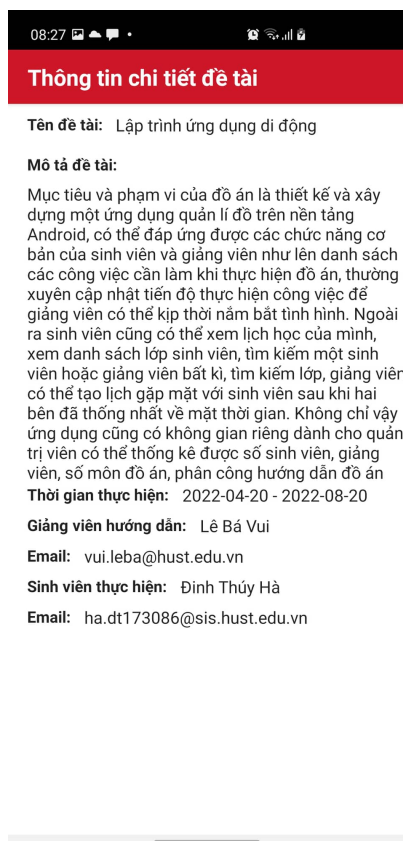 08:27
Thông tin chi tiết đề tài
Tên đề tài: Lập trình ứng dụng di động
Mô tả đề tài:
Mục tiêu và phạm vi của đồ án là thiết kế và xây
dựng một ứng dụng quản lí đồ trên nền tảng
Android, có thể đáp ứng được các chức năng cơ
bản của sinh viên và giảng viên như lên danh sách
các công việc cần làm khi thực hiện đồ án, thường
xuyên cập nhật tiến độ thực hiện công việc để
giảng viên có thể kịp thời nắm bắt tình hình. Ngoài
ra sinh viên cũng có thể xem lịch học của mình,
xem danh sách lớp sinh viên, tìm kiếm một sinh
viên hoặc giảng viên bất kì, tìm kiếm lớp, giảng viên
có thể tạo lịch gặp mặt với sinh viên sau khi hai
bên đã thống nhất về mặt thời gian. Không chỉ vậy
ứng dụng cũng có không gian riêng dành cho quản
trị viên có thể thống kê được số sinh viên, giảng
viên, số môn đồ án, phân công hướng dẫn đồ án
Thời gian thực hiện: 2022-04-20 - 2022-08-20
Giảng viên hướng dẫn: Lê Bá Vui
Email: vui.leba@hust.edu.vn
Sinh viên thực hiện: Đinh Thúy Hà
Email: ha.dt173086@sis.hust.edu.vn